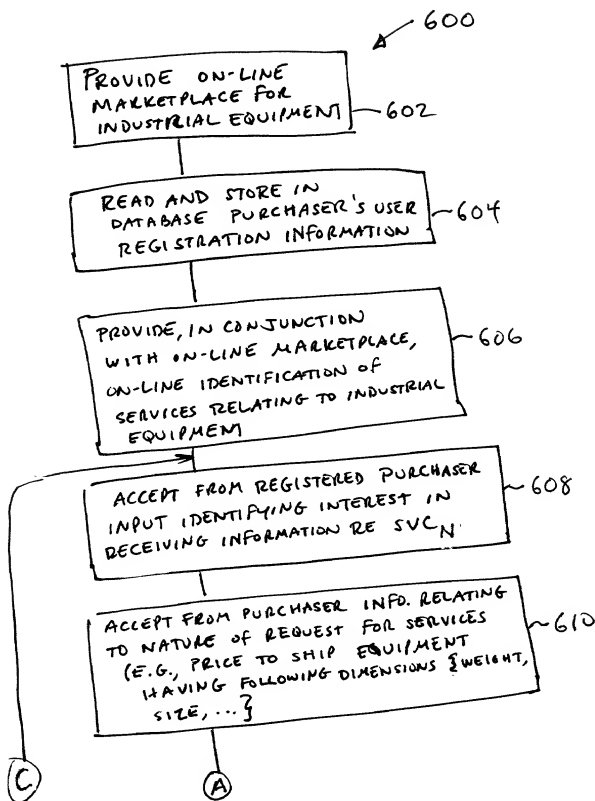 600
PROVIDE ON-LINE
MARKETPLACE FOR
INDUSTRIAL EQUIPMENT
602
READ AND STORE IN
DATABASE PURCHASER'S USER
REGISTRATION INFORMATION
604
PROVIDE, IN CONJUNCTION
WITH ON-LINE MARKETPLACE,
ON-LINE IDENTIFICATION OF
SERVICES RELATING TO INDUSTRIAL
EQUIPMENT
606
ACCEPT FROM REGISTERED PURCHASER
INPUT IDENTIFYING INTEREST IN
RECEIVING INFORMATION RE SVC N.
608
ACCEPT FROM PURCHASER INFO. RELATING
TO NATURE OF REQUEST FOR SERVICES
(E.G., PRICE TO SHIP EQUIPMENT
HAVING FOLLOWING DIMENSIONS {WEIGHT,
SIZE, ...}
610
C
A